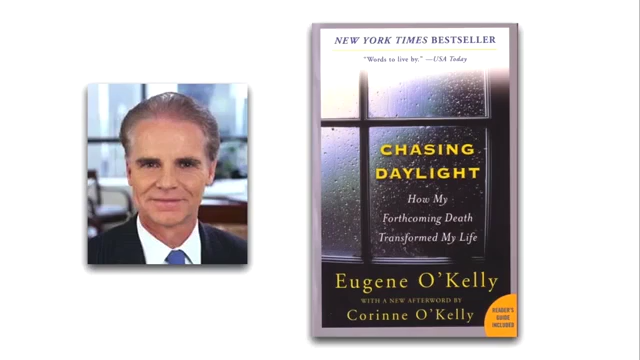 NEW YORK TIMES BESTSELLER
"Words to live by." —USA Today
CHASING
DAYLIGHT
How My
Forthcoming Death
Transformed My Life
Eugene O'Kelly
WITH A NEW AFTERWORD BY
Corinne O'Kelly
READER'S
GUIDE
INCLUDED